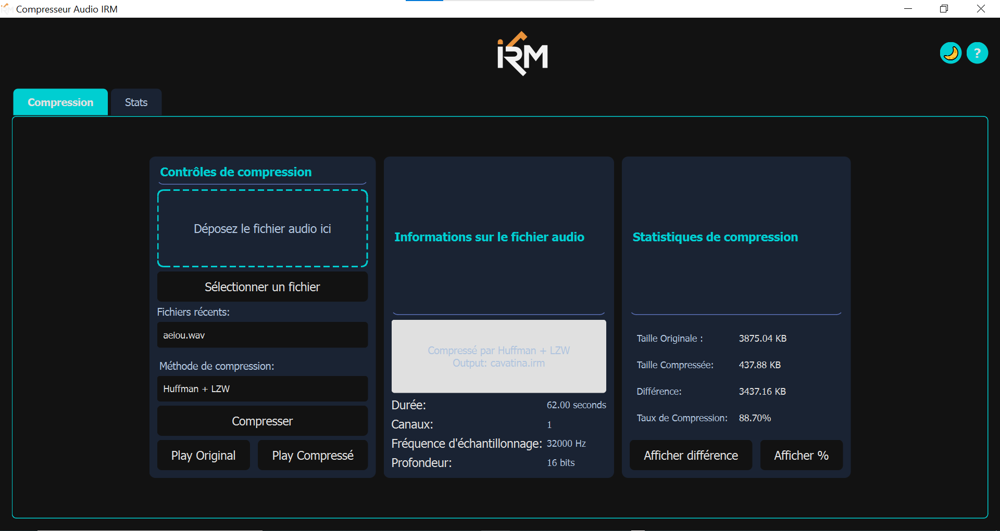 Compresseur Audio IRM
iRM
?
Compression
Stats
Contrôles de compression
Déposez le fichier audio ici
Sélectionner un fichier
Fichiers récents:
aeiou.wav
Méthode de compression:
Huffman + LZW
Compresser
Play Original
Play Compressé
Informations sur le fichier audio
Compressé par Huffman + LZW
Output: cavatina.irm
Durée: 62.00 seconds
Canaux: 1
Fréquence d'échantillonnage: 32000 Hz
Profondeur: 16 bits
Statistiques de compression
Taille Originale : 3875.04 KB
Taille Compressée: 437.88 KB
Différence: 3437.16 KB
Taux de Compression: 88.70%
Afficher différence
Afficher %